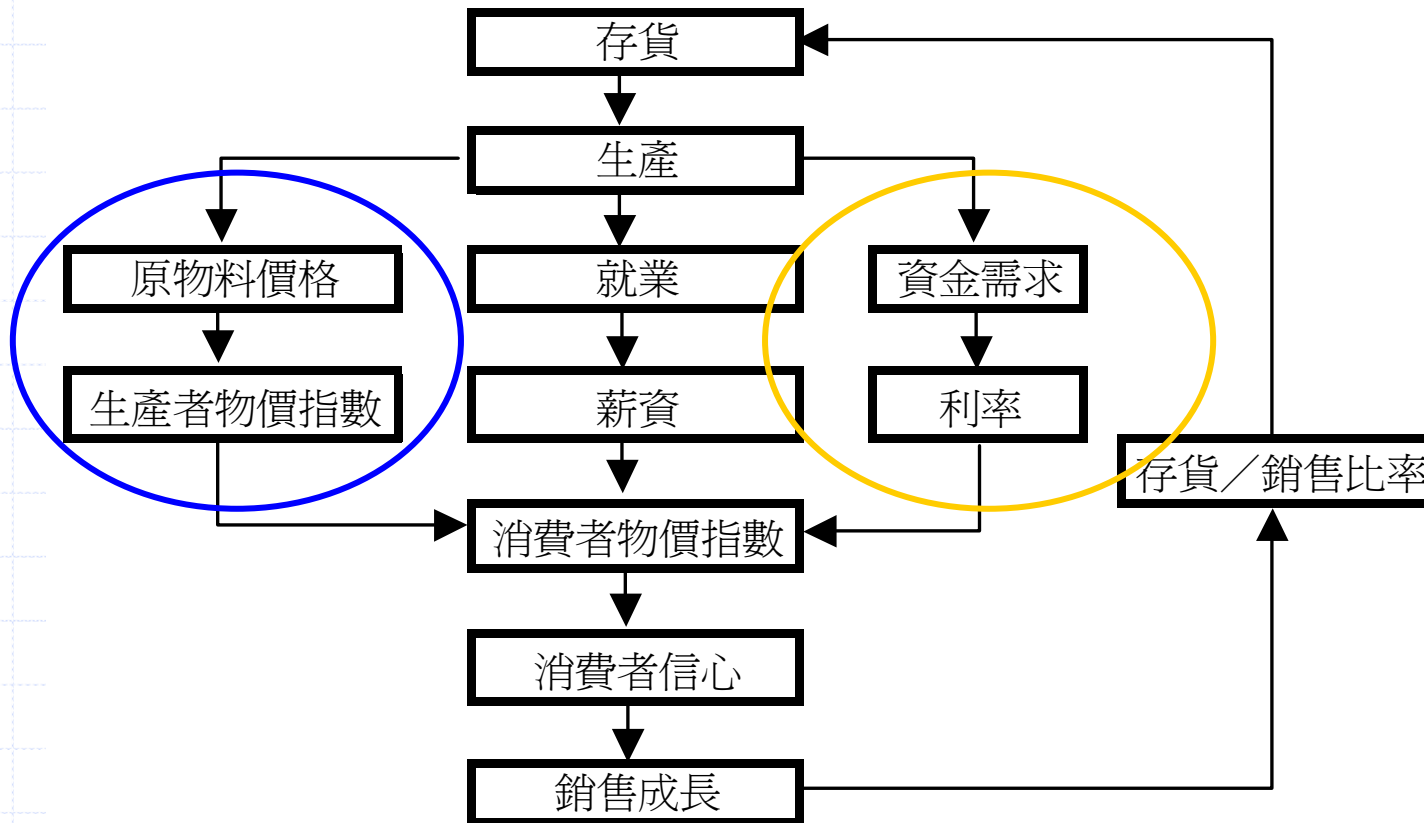 存貨
生產
原物料價格
就業
資金需求
生產者物價指數
薪資
利率
存貨／銷售比率
消費者物價指數
消費者信心
銷售成長